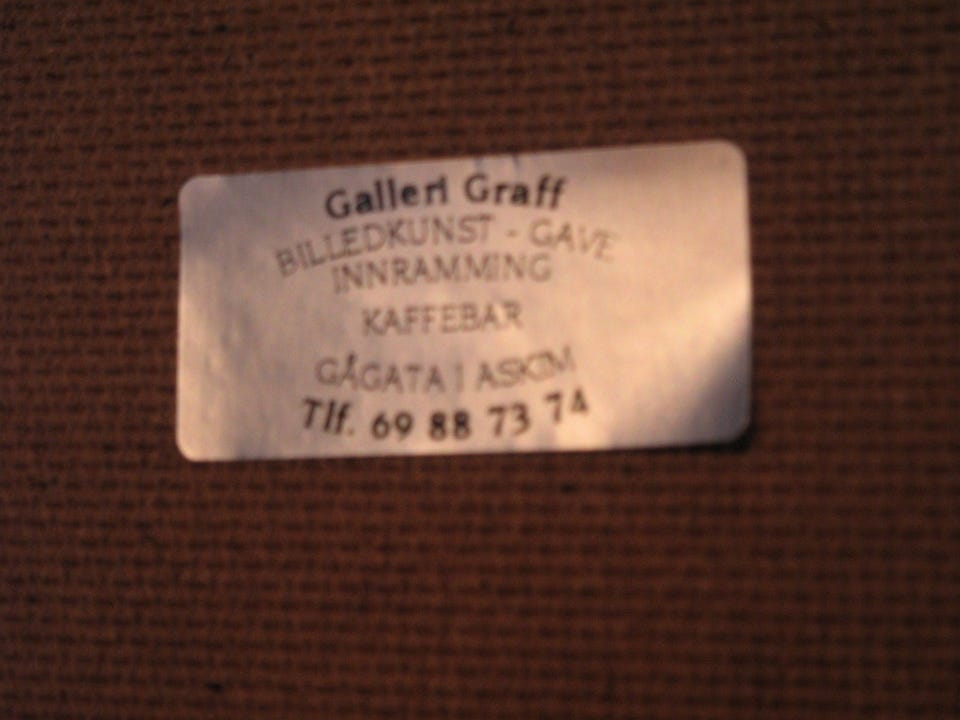 Galleri Graff
BILLEDKUNST - GAVE
INNRAMMING
KAFFEBAR
GÅGATA I ASKIM
Tlf. 69 88 73 74